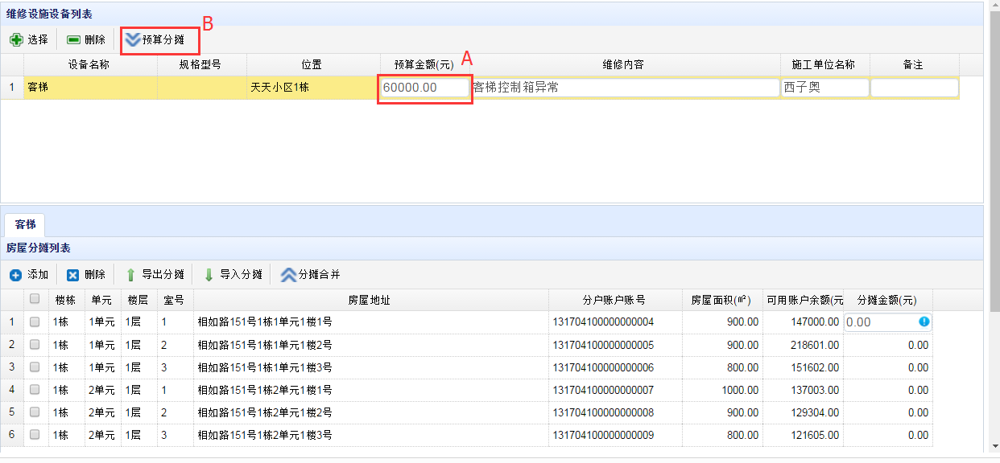 维修设施设备列表
选择 删除 预算分摊 B
设备名称 规格型号 位置 预算金额(元) A 维修内容 施工单位名称 备注
1 客梯 天天小区1栋 60000.00 客梯控制箱异常 西子奥
客梯
房屋分摊列表
添加 删除 导出分摊 导入分摊 分摊合并
楼栋 单元 楼层 室号 房屋地址 分户账户账号 房屋面积(㎡) 可用账户余额(元 分摊金额(元)
1 1栋 1单元 1层 1 相如路151号1栋1单元1楼1号 131704100000000004 900.00 147000.00 0.00
2 1栋 1单元 1层 2 相如路151号1栋1单元1楼2号 131704100000000005 900.00 218601.00 0.00
3 1栋 1单元 1层 3 相如路151号1栋1单元1楼3号 131704100000000006 800.00 151602.00 0.00
4 1栋 2单元 1层 1 相如路151号1栋2单元1楼1号 131704100000000007 1000.00 137003.00 0.00
5 1栋 2单元 1层 2 相如路151号1栋2单元1楼2号 131704100000000008 900.00 129304.00 0.00
6 1栋 2单元 1层 3 相如路151号1栋2单元1楼3号 131704100000000009 800.00 121605.00 0.00